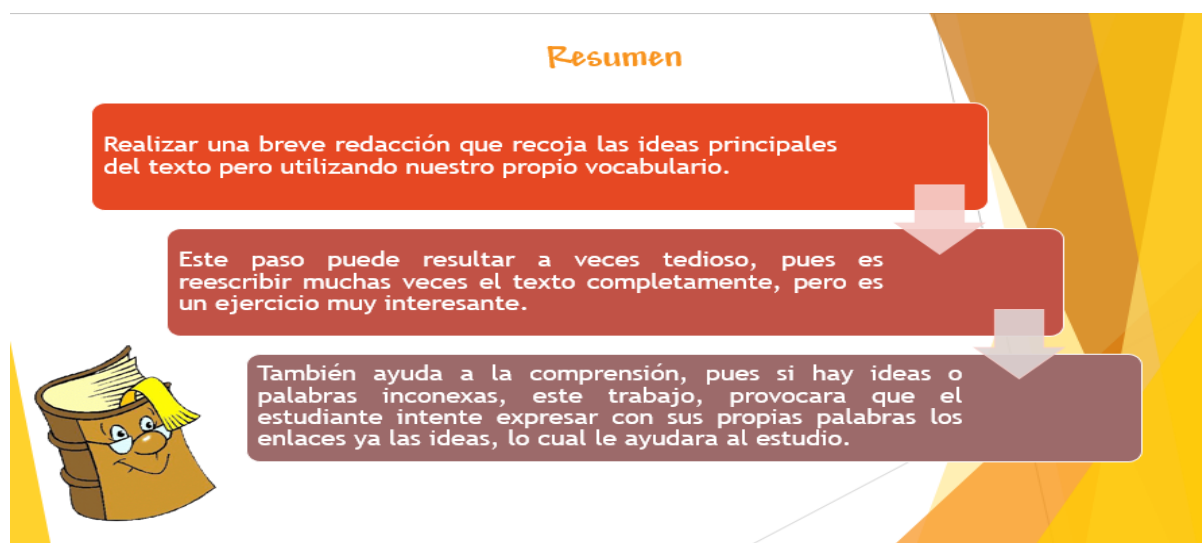 Resumen
Realizar una breve redacción que recoja las ideas principales
del texto pero utilizando nuestro propio vocabulario.
Este paso puede resultar a veces tedioso, pues es
reescribir muchas veces el texto completamente, pero es
un ejercicio muy interesante.
También ayuda a la comprensión, pues si hay ideas o
palabras inconexas, este trabajo, provocara que el
estudiante intente expresar con sus propias palabras los
enlaces ya las ideas, lo cual le ayudara al estudio.